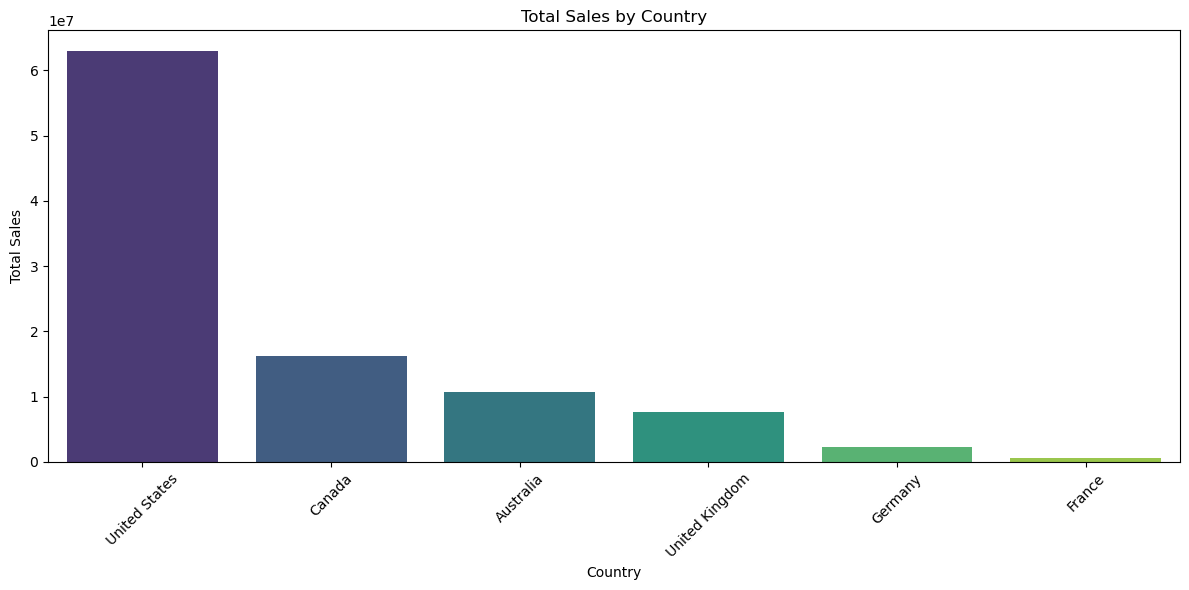 Total Sales by Country
1e7
Total Sales
6
5
4
3
2
1
0
United States
Canada
Australia
United Kingdom
Germany
France
Country